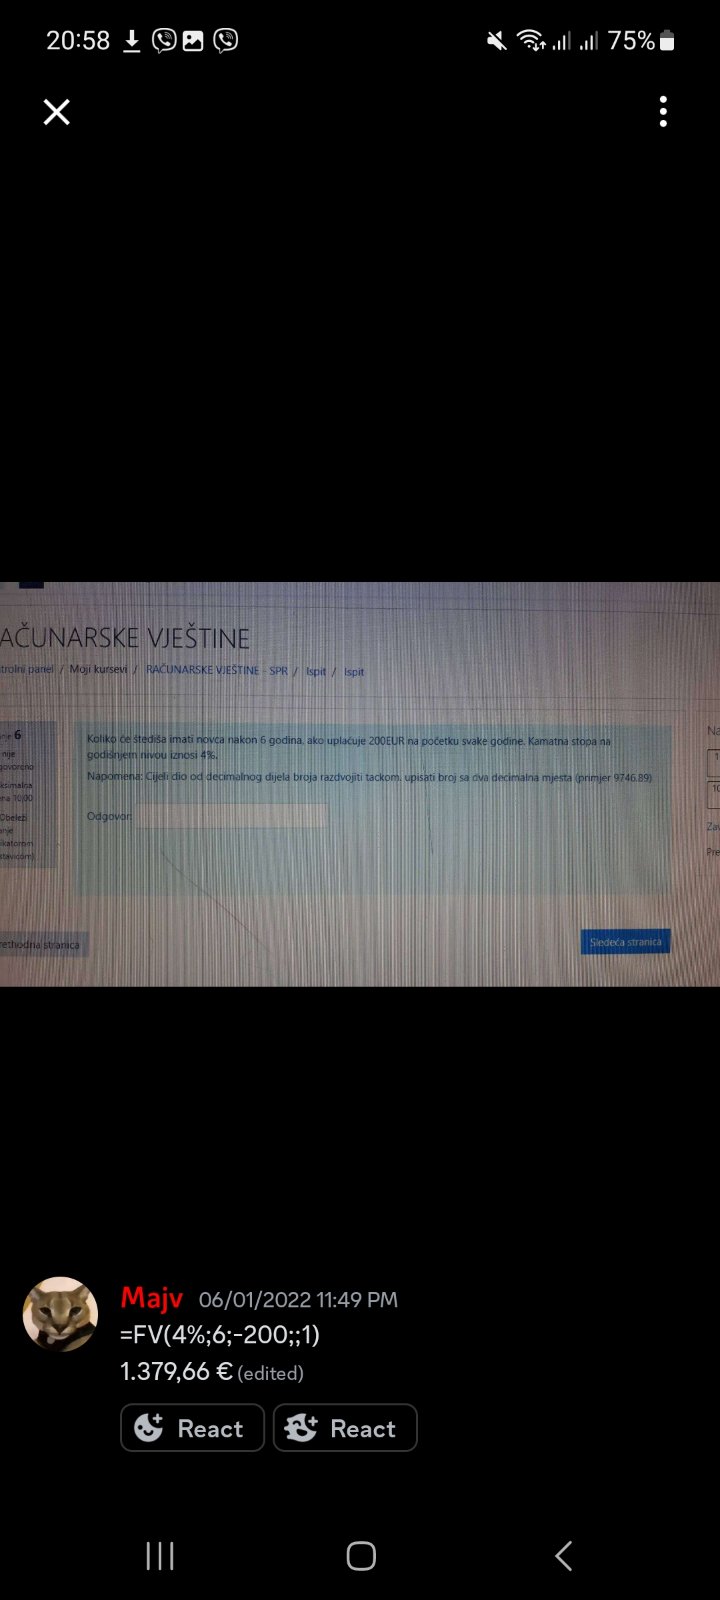 20:58 75%
AČUNARSKE VJEŠTINE
trolni panel / Moji kursevi / RAČUNARSKE VJEŠTINE - SPR / Ispit / Ispit
nje 6
nije
govoreno
ksimalna
ena 10,00
Obeleži
anje
ikatorom
stavicom)
Koliko će štediša imati novca nakon 6 godina, ako uplaćuje 200EUR na početku svake godine. Kamatna stopa na
godišnjem nivou iznosi 4%.
Napomena: Cijeli dio od decimalnog dijela broja razdvojiti tackom. upisati broj sa dva decimalna mjesta (primjer 9746.89)
Odgovor:
Na
1
10
Zav
Pre
rethodna stranica
Sledeća stranica
Majv 06/01/2022 11:49 PM
=FV(4%;6;-200;;1)
1.379,66 € (edited)
React React